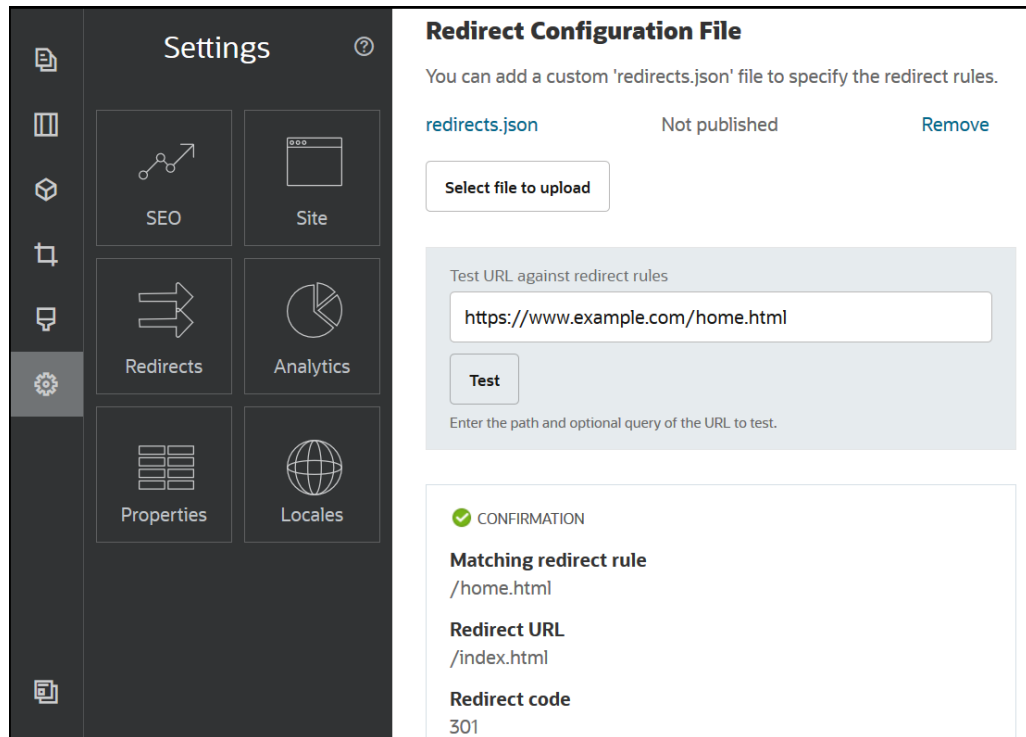 Settings
SEO
Site
Redirects
Analytics
Properties
Locales
Redirect Configuration File
You can add a custom 'redirects.json' file to specify the redirect rules.
redirects.json Not published Remove
Select file to upload
Test URL against redirect rules
https://www.example.com/home.html
Test
Enter the path and optional query of the URL to test.
CONFIRMATION
Matching redirect rule
/home.html
Redirect URL
/index.html
Redirect code
301